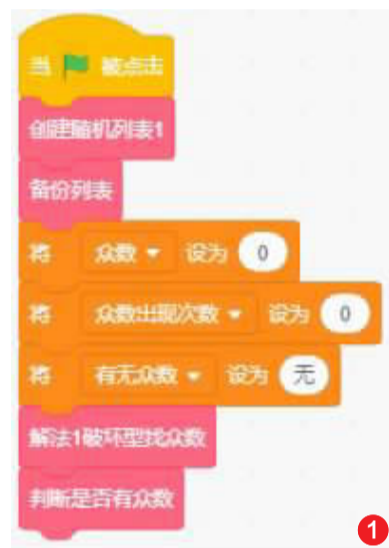 当 被点击
创建随机列表1
备份列表
将 众数 设为 0
将 众数出现次数 设为 0
将 有无众数 设为 无
解法1破坏型找众数
判断是否有众数
1